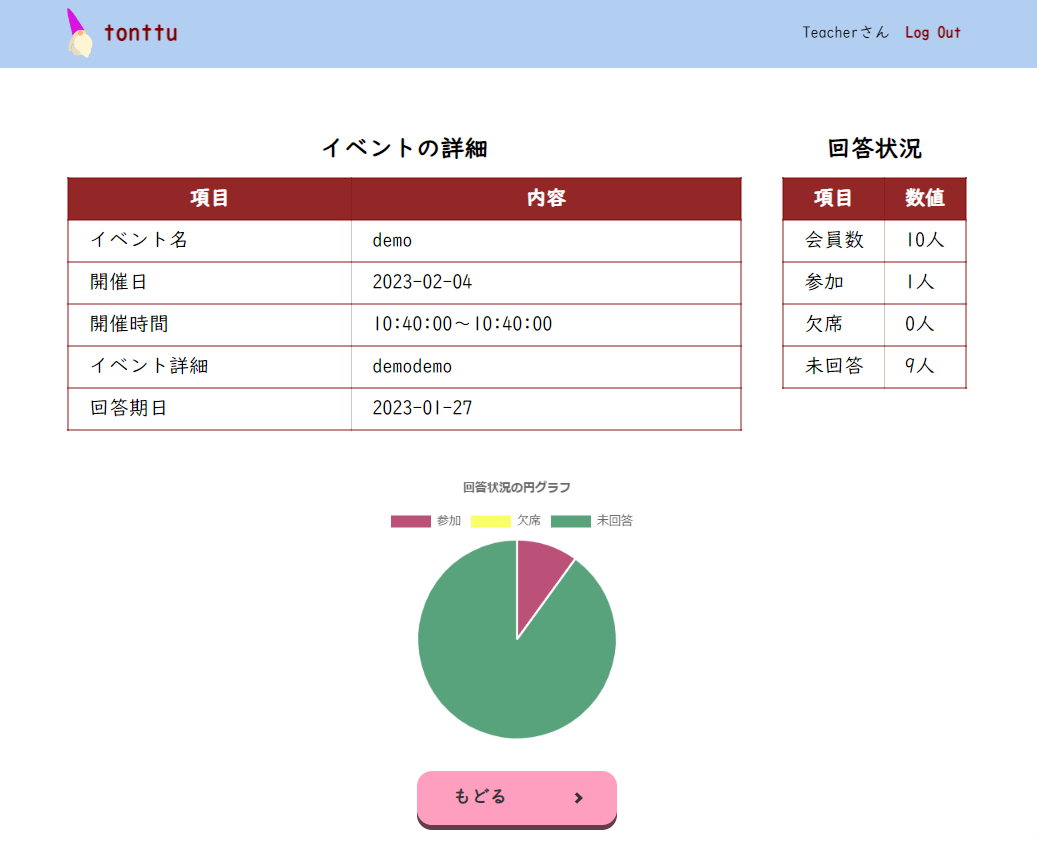 tonttu
Teacherさん Log Out
イベントの詳細
項目 内容
イベント名 demo
開催日 2023-02-04
開催時間 10:40:00～10:40:00
イベント詳細 demodemo
回答期日 2023-01-27
回答状況
項目 数値
会員数 10人
参加 1人
欠席 0人
未回答 9人
回答状況の円グラフ
参加 欠席 未回答
もどる